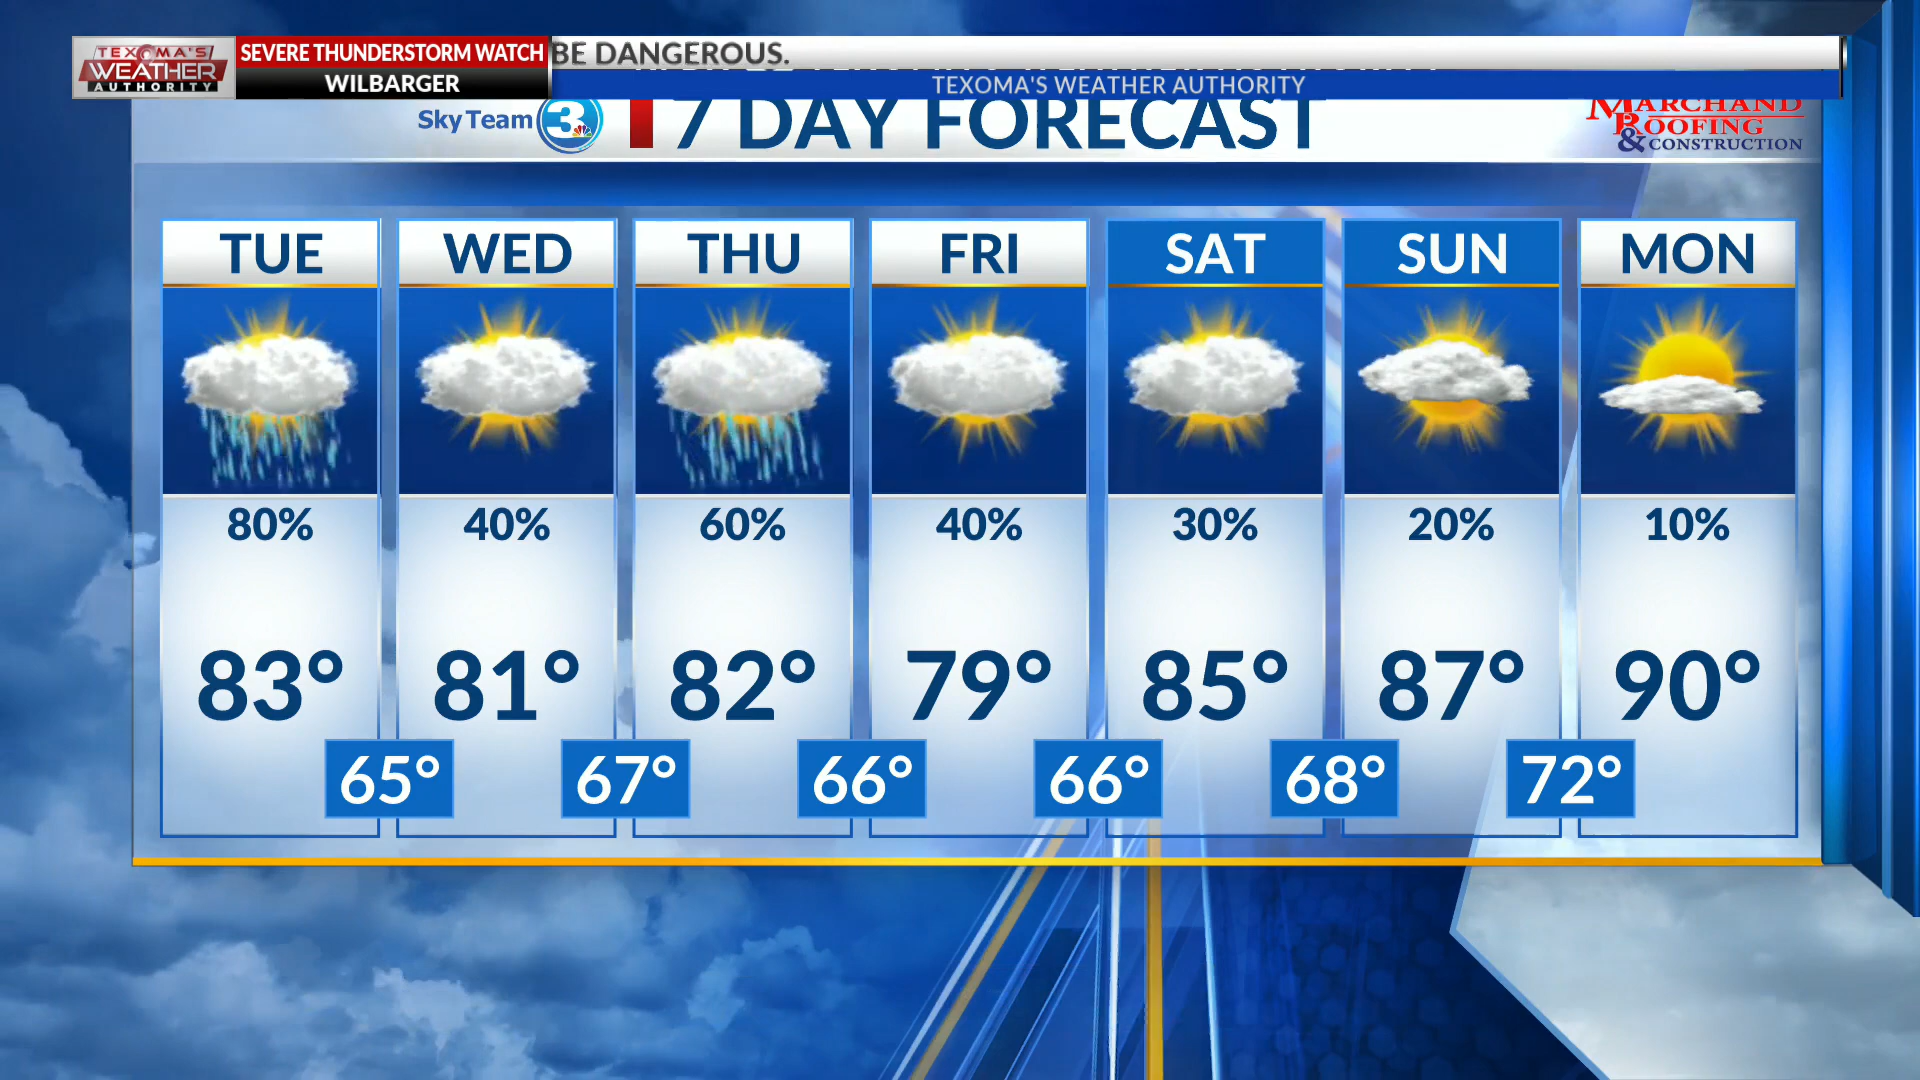 TEXOMA'S
WEATHER
AUTHORITY
SEVERE THUNDERSTORM WATCH
WILBARGER
BE DANGEROUS.
TEXOMA'S WEATHER AUTHORITY
Sky Team 3
7 DAY FORECAST
MARCHAND
ROOFING
& CONSTRUCTION
TUE WED THU FRI SAT SUN MON
80% 40% 60% 40% 30% 20% 10%
83° 81° 82° 79° 85° 87° 90°
65° 67° 66° 66° 68° 72°